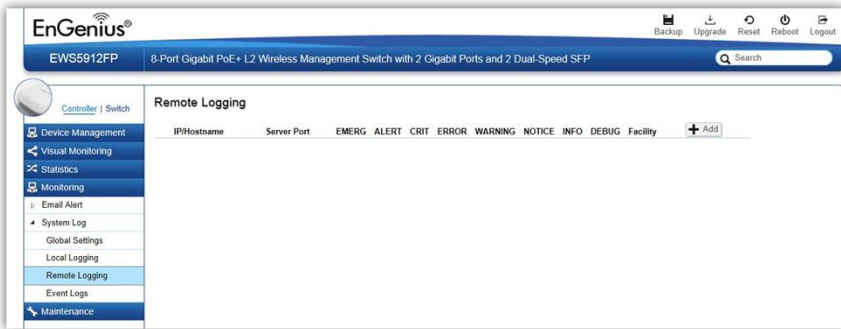 EnGenius®
Backup Upgrade Reset Reboot Logout
EWS5912FP 8-Port Gigabit PoE+ L2 Wireless Management Switch with 2 Gigabit Ports and 2 Dual-Speed SFP Search
Controller | Switch
Remote Logging
IP/Hostname Server Port EMERG ALERT CRIT ERROR WARNING NOTICE INFO DEBUG Facility Add
Device Management
Visual Monitoring
Statistics
Monitoring
Email Alert
System Log
Global Settings
Local Logging
Remote Logging
Event Logs
Maintenance